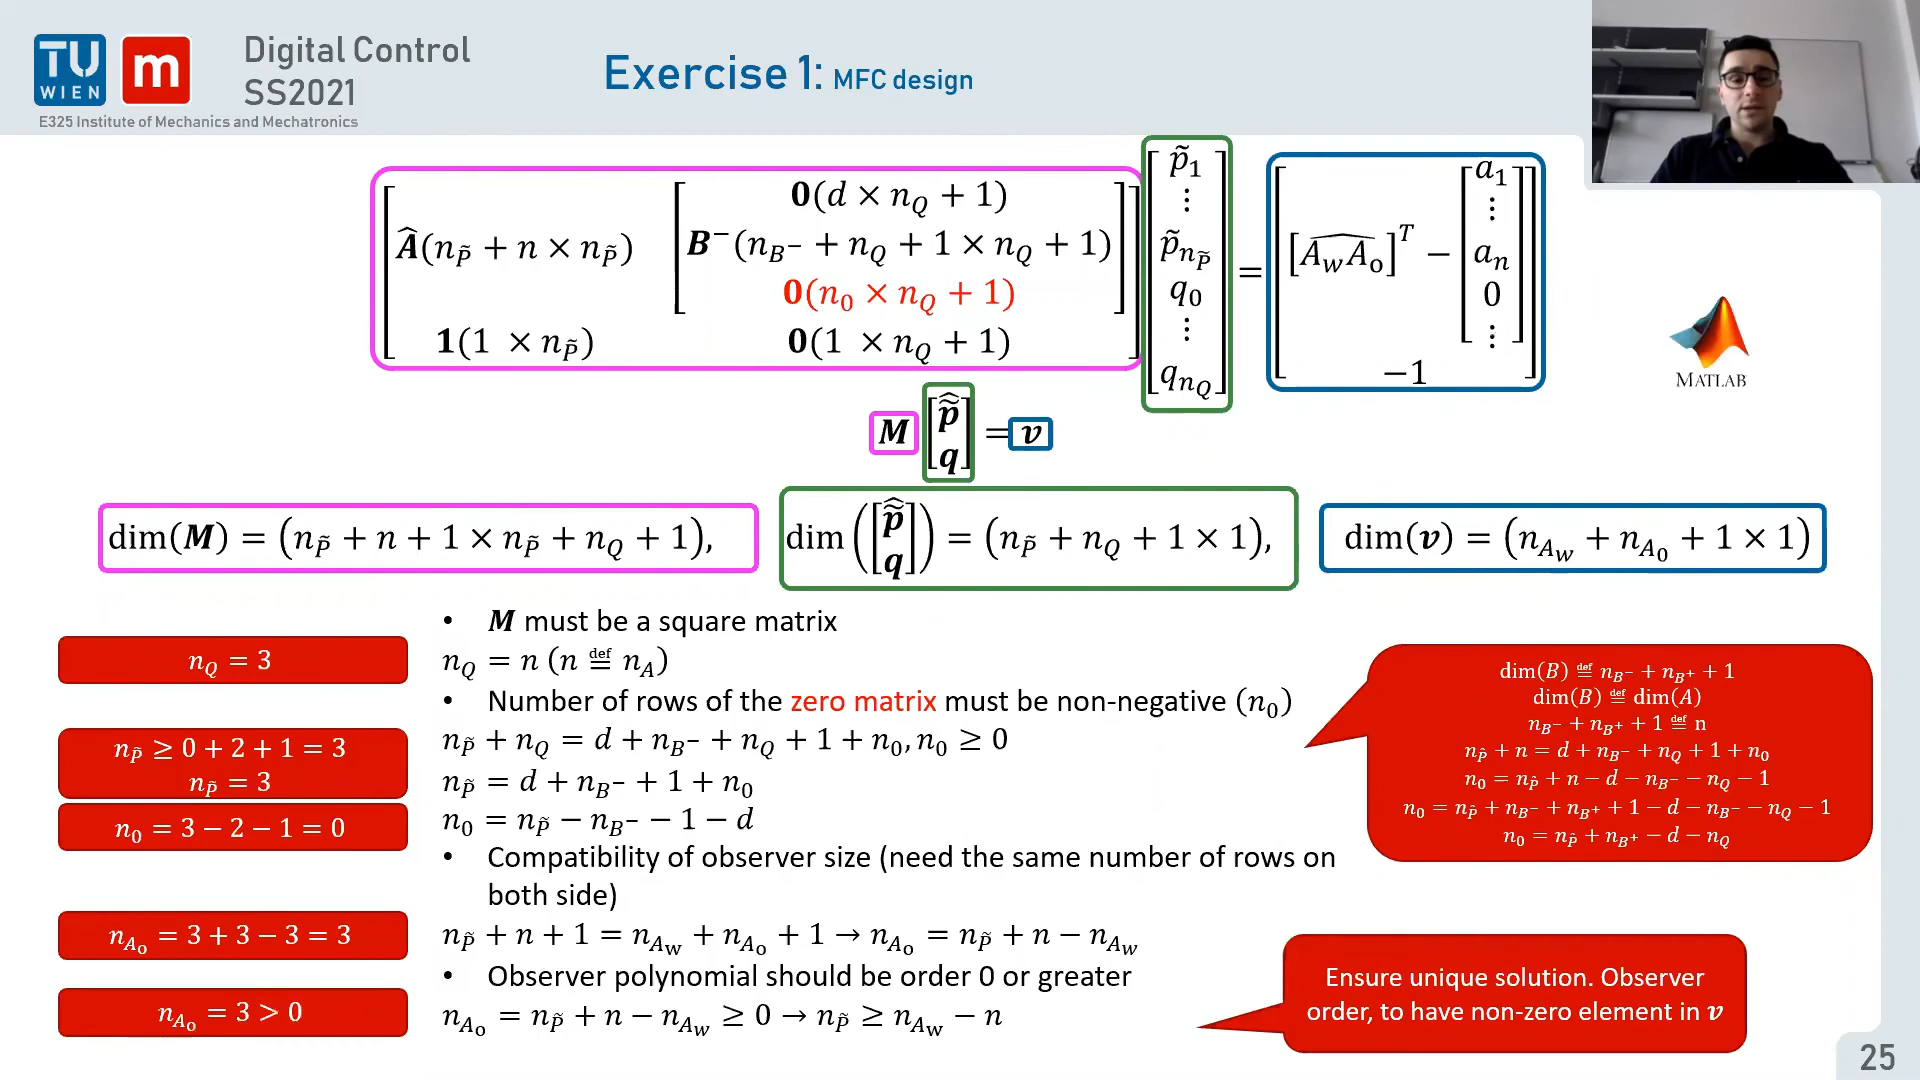 TU
WIEN
m
Digital Control
SS2021
E325 Institute of Mechanics and Mechatronics
Exercise 1: MFC design
𝟎(d × n_Q + 1)
Â(n_P̃ + n × n_P̃)
B⁻(n_B⁻ + n_Q + 1 × n_Q + 1)
𝟎(n_0 × n_Q + 1)
𝟏(1 × n_P̃)
𝟎(1 × n_Q + 1)
p̃_1
⋮
p̃_n_P̃
q_0
⋮
q_n_Q
=
[A_wA_o]^T −
a_1
⋮
a_n
0
⋮
−1
MATLAB
M [p̃̂ q] = v
dim(M) = (n_P̃ + n + 1 × n_P̃ + n_Q + 1),
dim([p̃̂ q]) = (n_P̃ + n_Q + 1 × 1),
dim(v) = (n_A_w + n_A_0 + 1 × 1)
• M must be a square matrix
n_Q = 3
n_Q = n (n ≝ n_A)
• Number of rows of the zero matrix must be non-negative (n_0)
n_P̃ ≥ 0 + 2 + 1 = 3
n_P̃ = 3
n_P̃ + n_Q = d + n_B⁻ + n_Q + 1 + n_0, n_0 ≥ 0
n_P̃ = d + n_B⁻ + 1 + n_0
n_0 = 3 − 2 − 1 = 0
n_0 = n_P̃ − n_B⁻ − 1 − d
• Compatibility of observer size (need the same number of rows on
both side)
n_A_o = 3 + 3 − 3 = 3
n_P̃ + n + 1 = n_A_w + n_A_o + 1 → n_A_o = n_P̃ + n − n_A_w
• Observer polynomial should be order 0 or greater
n_A_o = 3 > 0
n_A_o = n_P̃ + n − n_A_w ≥ 0 → n_P̃ ≥ n_A_w − n
dim(B) ≝ n_B⁻ + n_B⁺ + 1
dim(B) ≝ dim(A)
n_B⁻ + n_B⁺ + 1 ≝ n
n_P̃ + n = d + n_B⁻ + n_Q + 1 + n_0
n_0 = n_P̃ + n − d − n_B⁻ − n_Q − 1
n_0 = n_P̃ + n_B⁻ + n_B⁺ + 1 − d − n_B⁻ − n_Q − 1
n_0 = n_P̃ + n_B⁺ − d − n_Q
Ensure unique solution. Observer
order, to have non-zero element in v
25